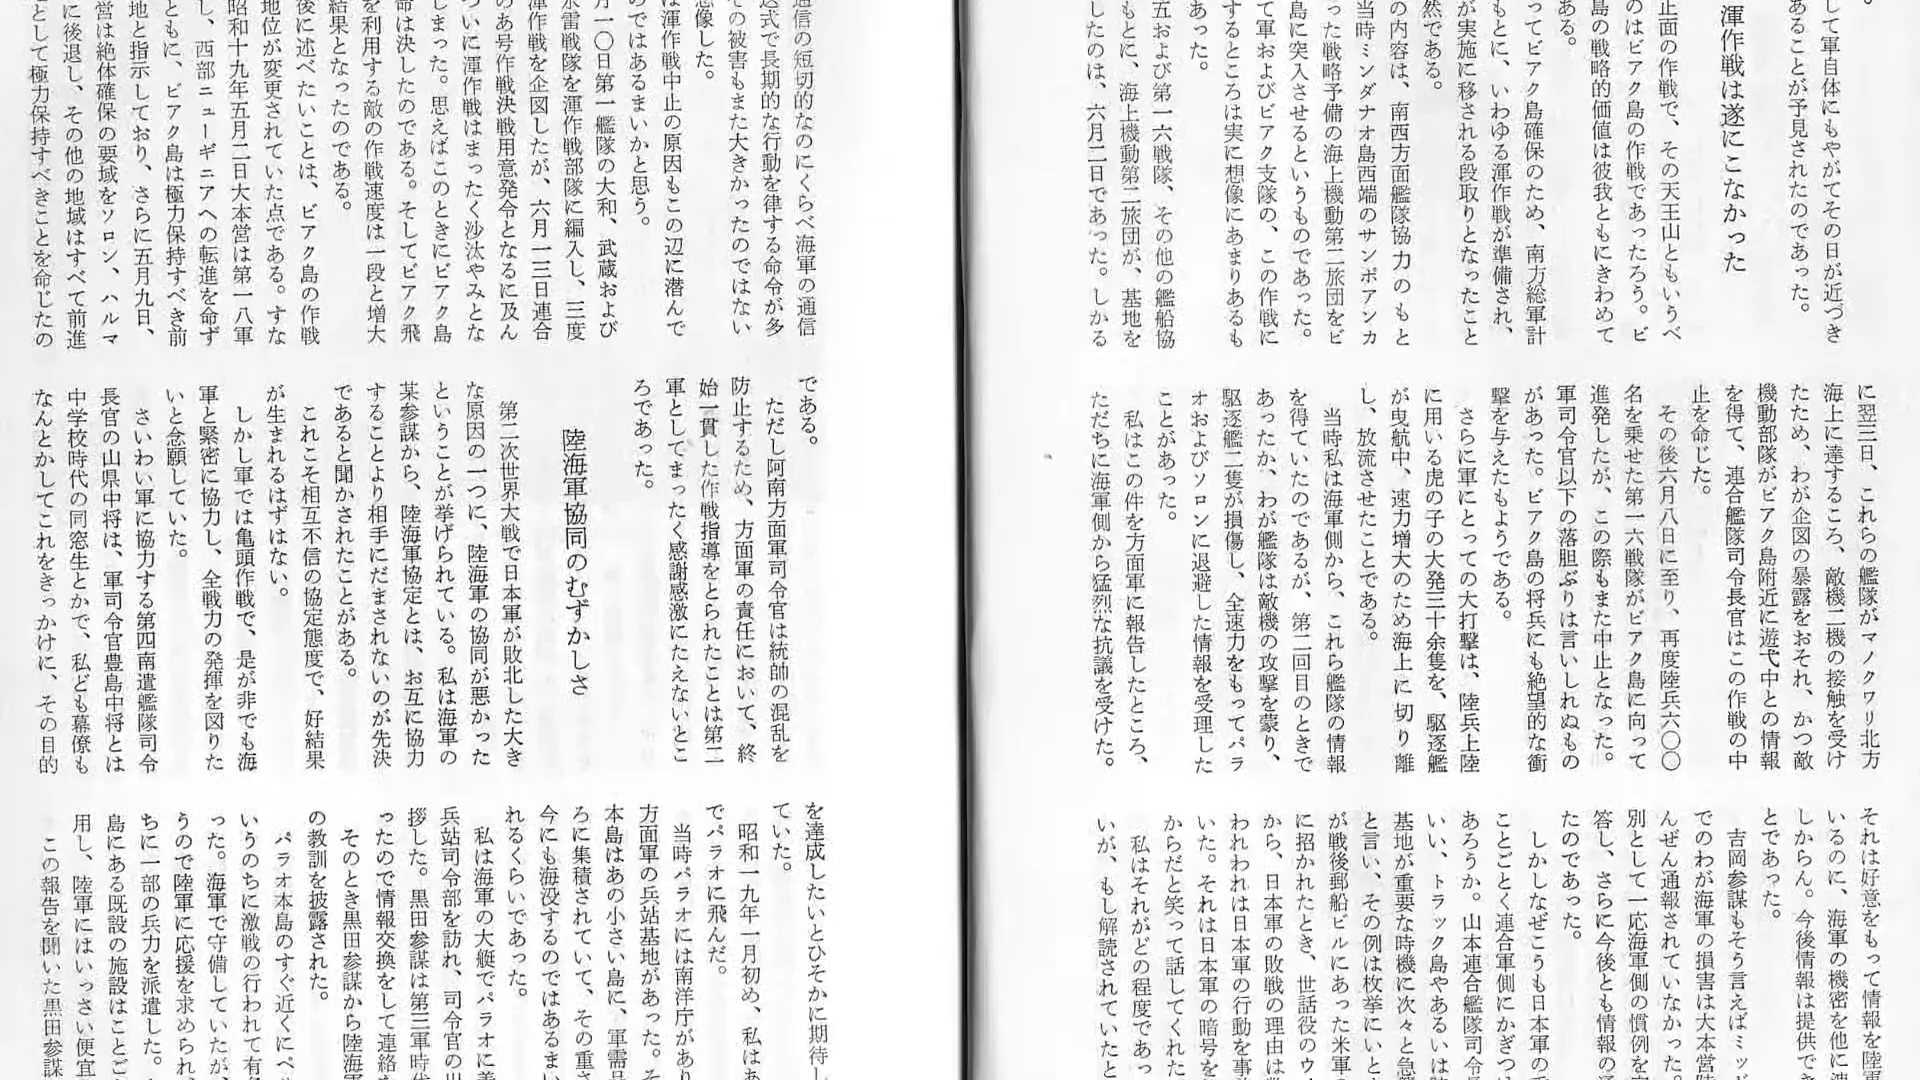 して軍自体にもやがてその日が近づき
あることが予見されたのであった。
渾作戦は遂にこなかった
正面の作戦で、その天王山ともいうべ
のはビアク島の作戦であったろう。ビ
島の戦略的価値は彼我ともにきわめて
ある。
ってビアク島確保のため、南方総軍計
もとに、いわゆる渾作戦が準備され、
が実施に移される段取りとなったこと
然である。
の内容は、南西方面艦隊協力のもと
当時ミンダナオ島西端のサンボアンカ
った戦略予備の海上機動第二旅団をビ
島に突入させるというものであった。
て軍およびビアク支隊の、この作戦に
するところは実に想像にあまりあるも
あった。
五および第一六戦隊、その他の艦船協
もとに、海上機動第二旅団が、基地を
したのは、六月二日であった。しかる
に翌三日、これらの艦隊がマノクワリ北方
海上に達するころ、敵機二機の接触を受け
たため、わが企図の暴露をおそれ、かつ敵
機動部隊がビアク島附近に遊弋中との情報
を得て、連合艦隊司令長官はこの作戦の中
止を命じた。
その後六月八日に至り、再度陸兵六〇〇
名を乗せた第一六戦隊がビアク島に向って
進発したが、この際もまた中止となった。
軍司令官以下の落胆ぶりは言いしれぬもの
があった。ビアク島の将兵にも絶望的な衝
撃を与えたもようである。
さらに軍にとっての大打撃は、陸兵上陸
に用いる虎の子の大発三十余隻を、駆逐艦
が曳航中、速力増大のため海上に切り離
し、放流させたことである。
当時私は海軍側から、これら艦隊の情報
を得ていたのであるが、第二回目のときで
あったか、わが艦隊は敵機の攻撃を蒙り、
駆逐艦二隻が損傷し、全速力をもってパラ
オおよびソロンに退避した情報を受理した
ことがあった。
私はこの件を方面軍に報告したところ、
ただちに海軍側から猛烈な抗議を受けた。
それは好意をもって情報を陸軍
いるのに、海軍の機密を他に
しからん。今後情報は提供でき
とであった。
吉岡参謀もそう言えばミッド
でのわが海軍の損害は大本営陸
んぜん通報されていなかった。
別として一応海軍側の慣例を
答し、さらに今後とも情報の
たのであった。
しかしなぜこうも日本軍の
ことごとく連合軍側にかぎつけ
あろうか。山本連合艦隊司令長
いい、トラック島やあるいは
基地が重要な時機に次々と急襲
と言い、その例は枚挙にいと
が戦後郵船ビルにあった米軍の
に招かれたとき、世話役のウィ
から、日本軍の敗戦の理由は
われわれは日本軍の行動を事
いた。それは日本軍の暗号を
からだと笑って話してくれた
私はそれがどの程度であっ
いが、もし解読されていたと
通信の短切的なのにくらべ海軍の通信
送式で長期的な行動を律する命令が多
その被害もまた大きかったのではない
想像した。
は渾作戦中止の原因もこの辺に潜んで
のではあるまいかと思う。
月一〇日第一艦隊の大和、武蔵および
水雷戦隊を渾作戦部隊に編入し、三度
渾作戦を企図したが、六月一三日連合
のあ号作戦決戦用意発令となるに及ん
ついに渾作戦はまったく沙汰やみとな
しまった。思えばこのときにビアク島
命は決したのである。そしてビアク飛
を利用する敵の作戦速度は一段と増大
結果となったのである。
後に述べたいことは、ビアク島の作戦
地位が変更されていた点である。すな
昭和十九年五月二日大本営は第一八軍
し、西部ニューギニアへの転進を命ず
ともに、ビアク島は極力保持すべき前
地と指示しており、さらに五月九日、
営は絶体確保の要域をソロン、ハルマ
に後退し、その他の地域はすべて前進
として極力保持すべきことを命じたの
である。
ただし阿南方面軍司令官は統帥の混乱を
防止するため、方面軍の責任において、終
始一貫した作戦指導をとられたことは第二
軍としてまったく感謝感激にたえないとこ
ろであった。
陸海軍協同のむずかしさ
第二次世界大戦で日本軍が敗北した大き
な原因の一つに、陸海軍の協同が悪かった
ということが挙げられている。私は海軍の
某参謀から、陸海軍協定とは、お互に協力
することより相手にだまされないのが先決
であると聞かされたことがある。
これこそ相互不信の協定態度で、好結果
が生まれるはずはない。
しかし軍では亀頭作戦で、是が非でも海
軍と緊密に協力し、全戦力の発揮を図りた
いと念願していた。
さいわい軍に協力する第四南遣艦隊司令
長官の山県中将は、軍司令官豊島中将とは
中学校時代の同窓生とかで、私ども幕僚も
なんとかしてこれをきっかけに、その目的
を達成したいとひそかに期待し
ていた。
昭和一九年一月初め、私はあ
でパラオに飛んだ。
当時パラオには南洋庁があり
方面軍の兵站基地があった。そ
本島はあの小さい島に、軍需品
ろに集積されていて、その重さ
今にも海没するのではあるまい
れるくらいであった。
私は海軍の大艇でパラオに着
兵站司令部を訪れ、司令官の
拶した。黒田参謀は第三軍時代
ったので情報交換をして連絡を
そのとき黒田参謀から陸海軍
の教訓を披露された。
パラオ本島のすぐ近くにペリ
いうのちに激戦の行われて有名
った。海軍で守備していたが、
うので陸軍に応援を求められ
ちに一部の兵力を派遣した。
島にある既設の施設はことごと
用し、陸軍にはいっさい便宜
この報告を聞いた黒田参謀